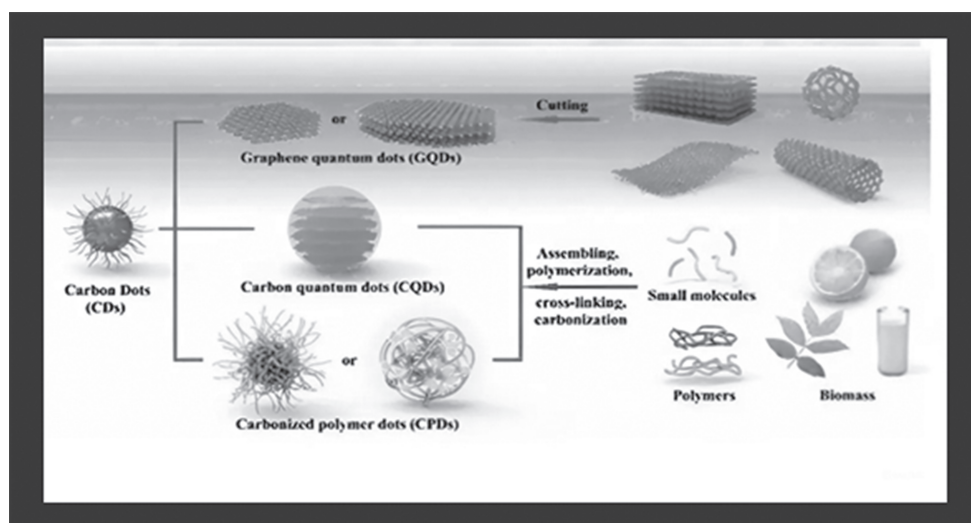 Cutting
or
Graphene quantum dots (GQDs)
Carbon Dots
(CDs)
Carbon quantum dots (CQDs)
Assembling,
polymerization,
cross-linking,
carbonization
Small molecules
or
Carbonized polymer dots (CPDs)
Polymers
Biomass